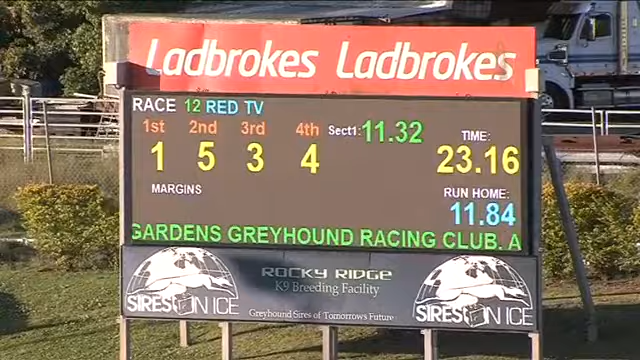 Ladbrokes Ladbrokes
RACE 12 RED TV
1st 2nd 3rd 4th Sect1: 11.32 TIME:
1 5 3 4 23.16
MARGINS RUN HOME:
11.84
GARDENS GREYHOUND RACING CLUB. A
ROCKY RIDGE
K9 Breeding Facility
SIRES ON ICE SIRES ON ICE
Greyhound Sires of Tomorrows Future